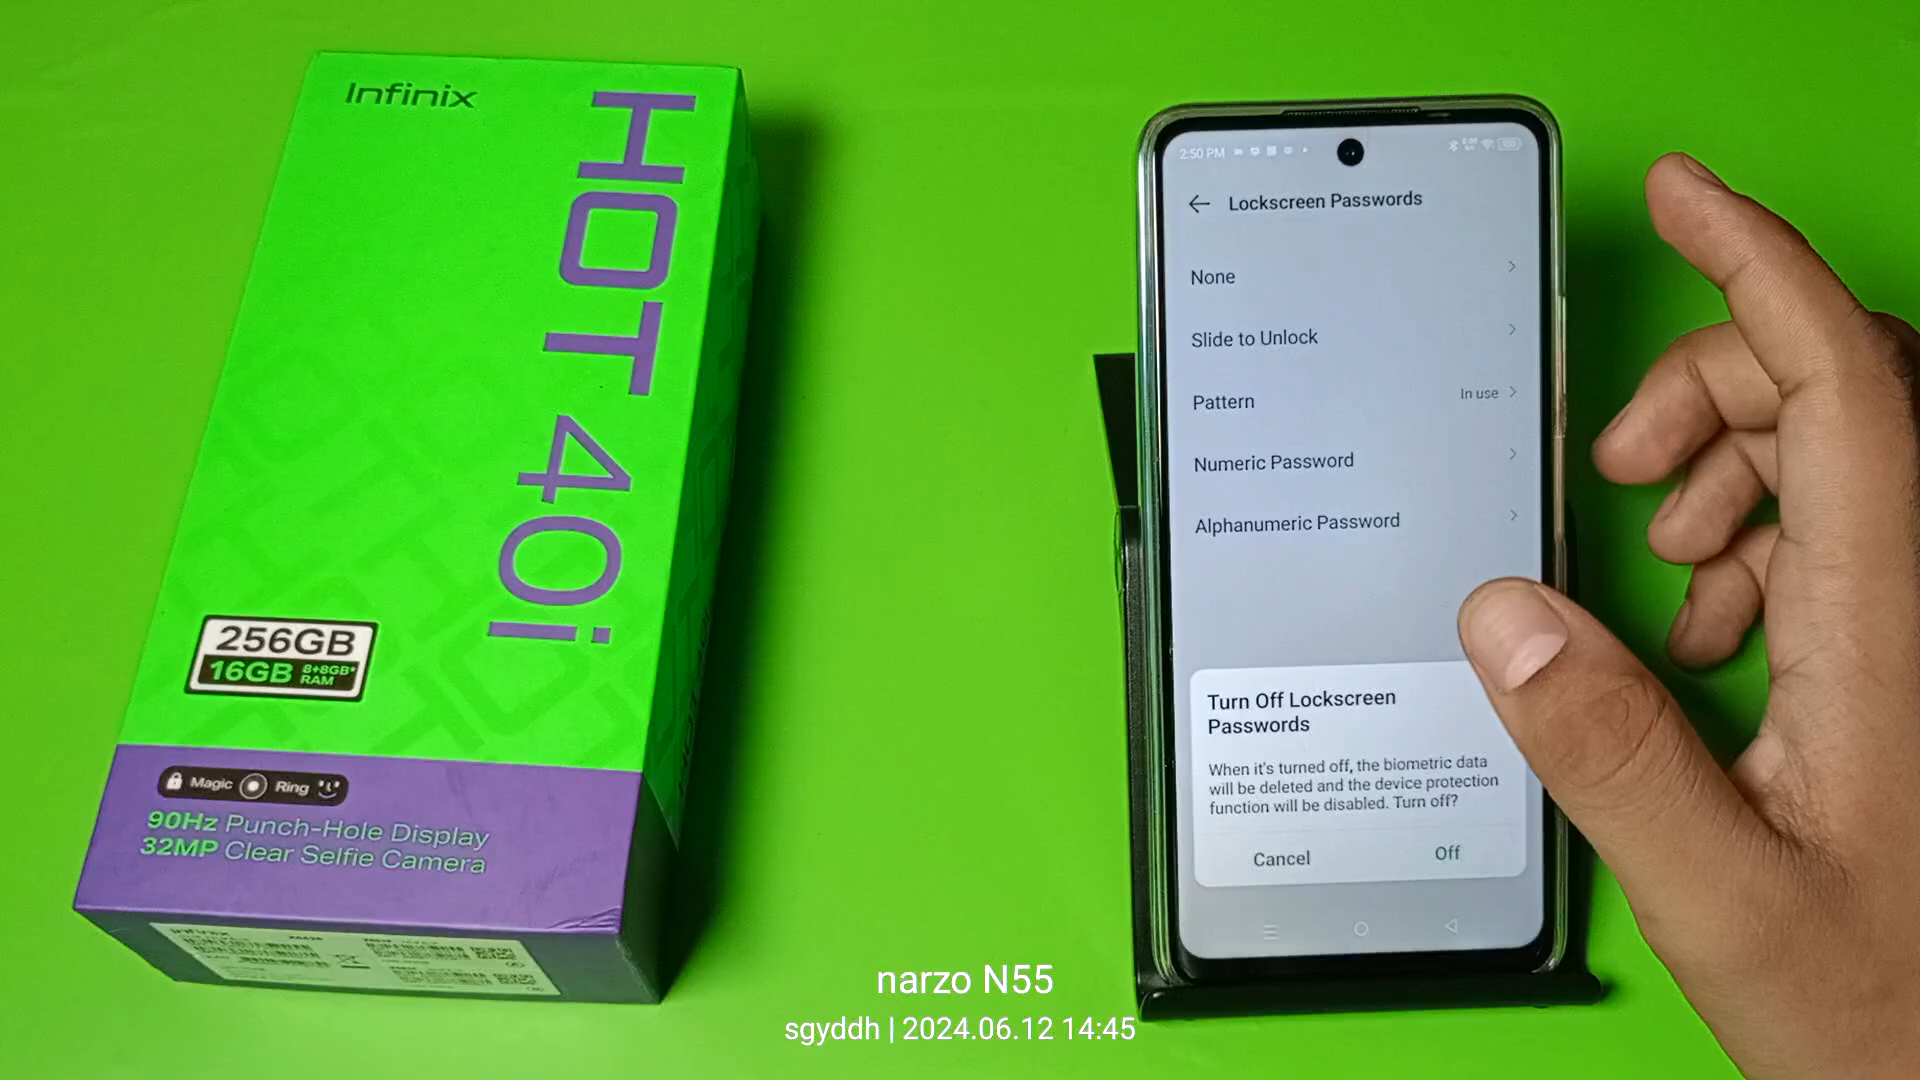 Infinix
HOT 40i
256GB
16GB 8+8GB*
RAM
Magic Ring
90Hz Punch-Hole Display
32MP Clear Selfie Camera
2:50 PM
Lockscreen Passwords
None
Slide to Unlock
Pattern In use
Numeric Password
Alphanumeric Password
Turn Off Lockscreen
Passwords
When it's turned off, the biometric data
will be deleted and the device protection
function will be disabled. Turn off?
Cancel Off
narzo N55
sgyddh | 2024.06.12 14:45